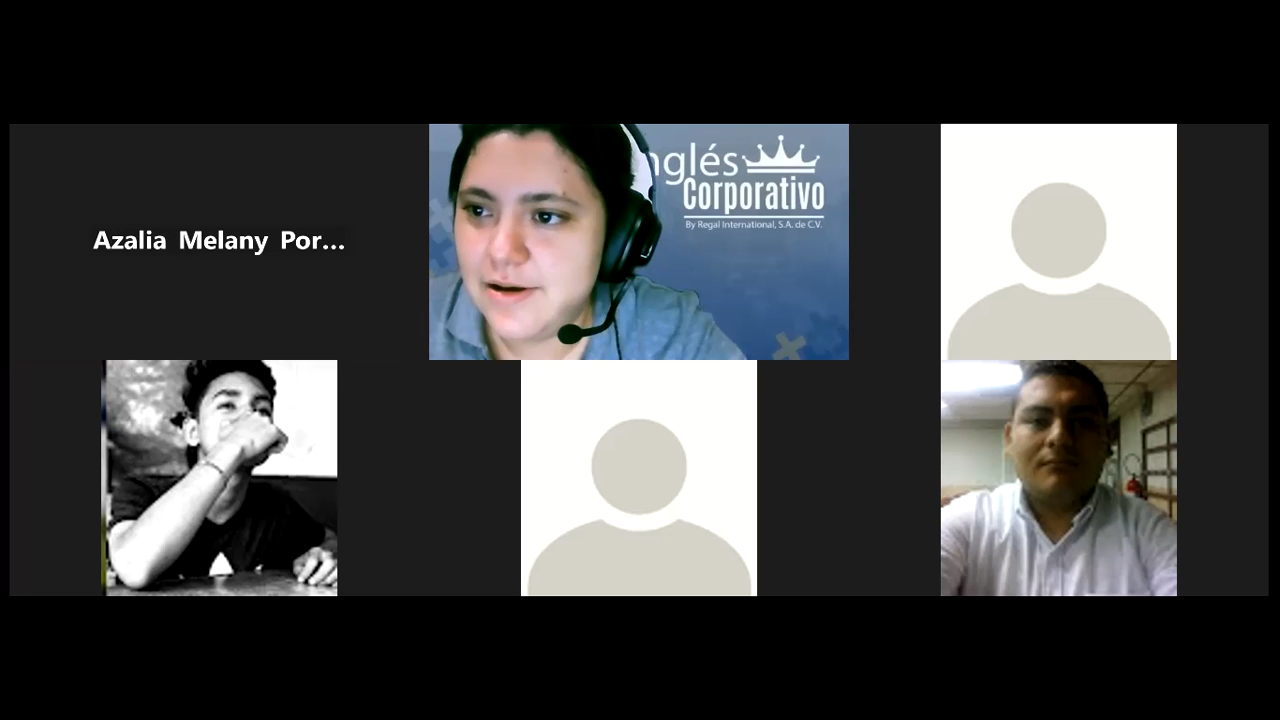 Azalia Melany Por...
nglés
Corporativo
By Regal International, S.A. de C.V.